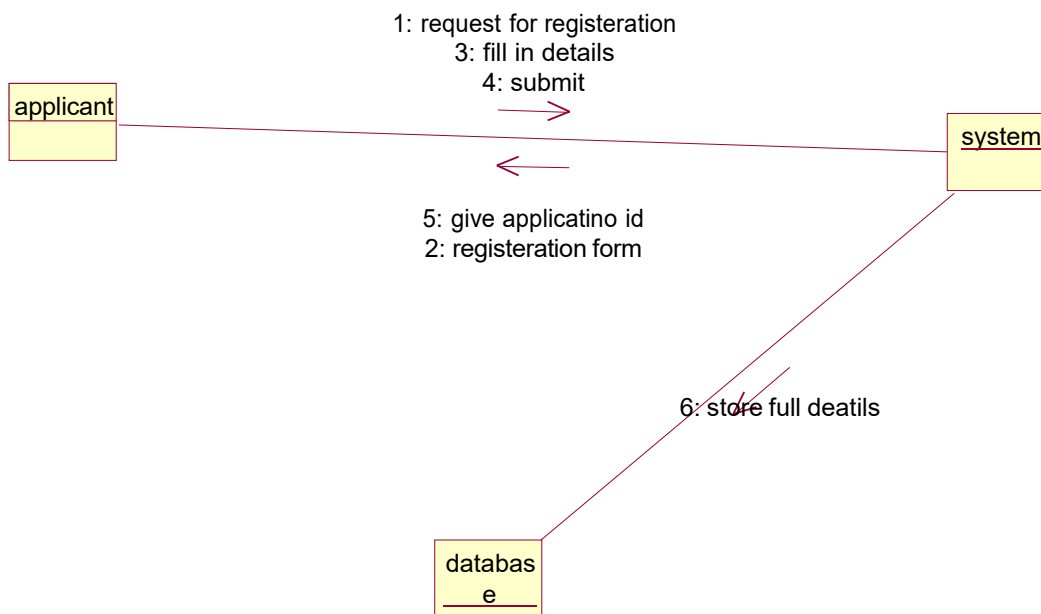 1: request for registeration
3: fill in details
4: submit
applicant
system
5: give applicatino id
2: registeration form
6: store full deatils
databas
e